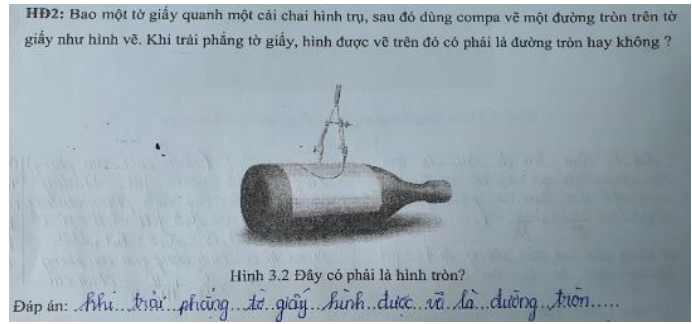 HĐ2: Bao một tờ giấy quanh một cái chai hình trụ, sau đó dùng compa vẽ một đường tròn trên tờ
giấy như hình vẽ. Khi trải phẳng tờ giấy, hình được vẽ trên đó có phải là đường tròn hay không ?
Hình 3.2 Đây có phải là hình tròn?
Đáp án: ..khi...trải..phẳng...tờ..giấy...hình..được...vẽ..là...đường..tròn.....